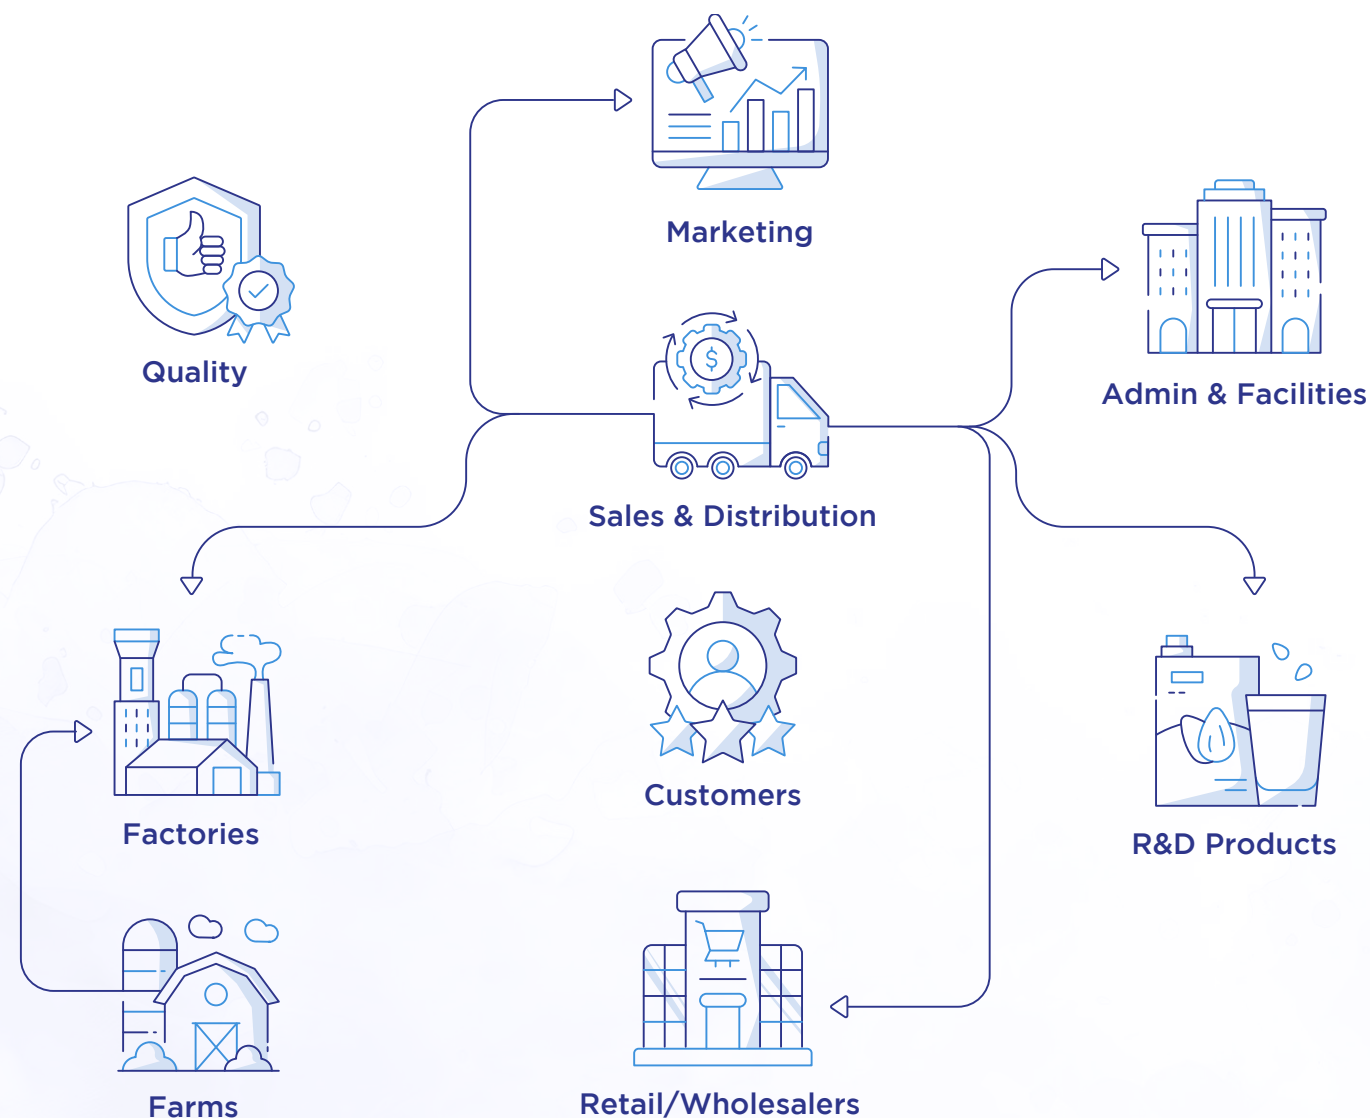 Marketing
Quality
Admin & Facilities
$
Sales & Distribution
Customers
Factories
R&D Products
Farms
Retail/Wholesalers